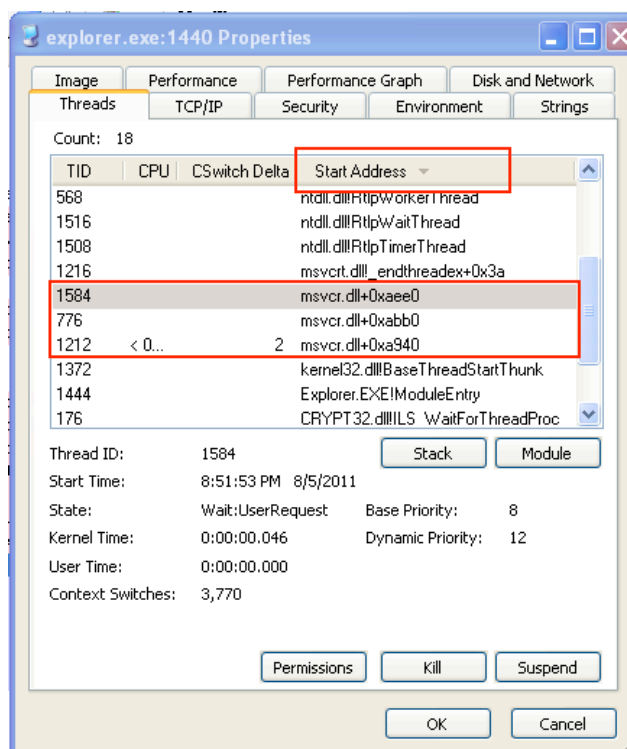 explorer.exe:1440 Properties
Image Performance Performance Graph Disk and Network
Threads TCP/IP Security Environment Strings
Count: 18
TID CPU CSwitch Delta Start Address
568 ntdll.dll!RtlpWorkerThread
1516 ntdll.dll!RtlpWaitThread
1508 ntdll.dll!RtlpTimerThread
1216 msvcrt.dll!_endthreadex+0x3a
1584 msvcr.dll+0xaee0
776 msvcr.dll+0xabb0
1212 < 0... 2 msvcr.dll+0xa940
1372 kernel32.dll!BaseThreadStartThunk
1444 Explorer.EXE!ModuleEntry
176 CRYPT32.dll!ILS_WaitForThreadProc
Thread ID: 1584 Stack Module
Start Time: 8:51:53 PM 8/5/2011
State: Wait:UserRequest Base Priority: 8
Kernel Time: 0:00:00.046 Dynamic Priority: 12
User Time: 0:00:00.000
Context Switches: 3,770
Permissions Kill Suspend
OK Cancel